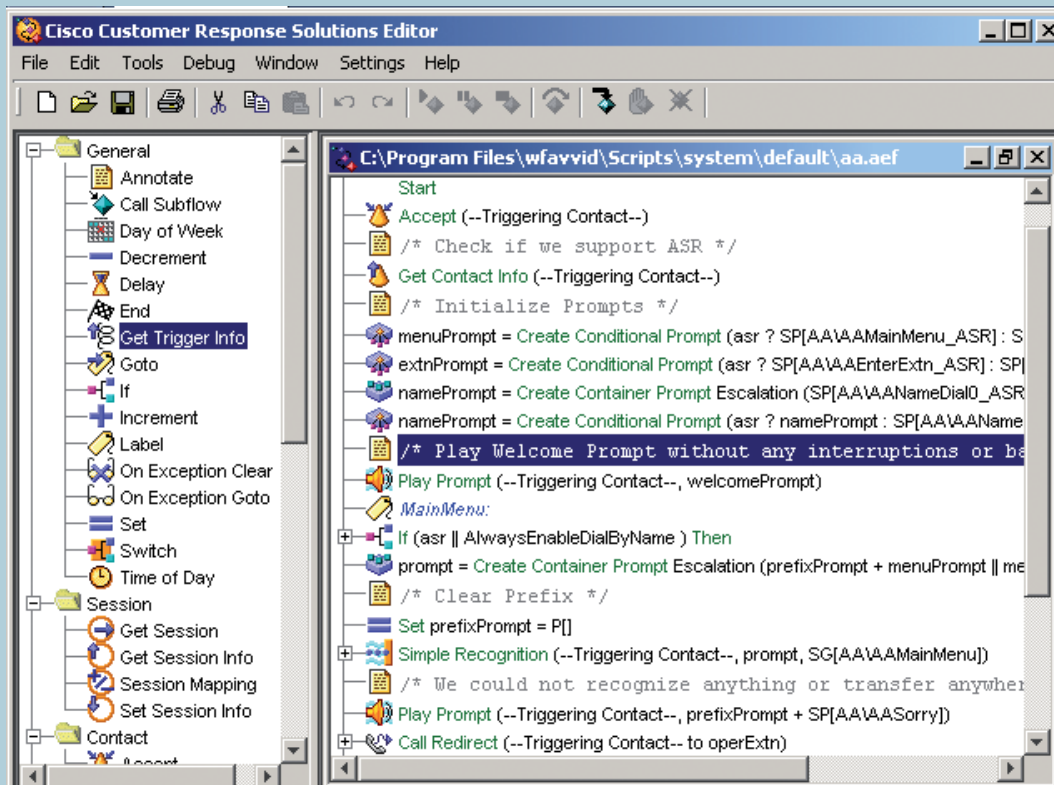 Cisco Customer Response Solutions Editor
File Edit Tools Debug Window Settings Help
General
Annotate
Call Subflow
Day of Week
Decrement
Delay
End
Get Trigger Info
Goto
If
Increment
Label
On Exception Clear
On Exception Goto
Set
Switch
Time of Day
Session
Get Session
Get Session Info
Session Mapping
Set Session Info
Contact
Accept
C:\Program Files\wfavvid\Scripts\system\default\aa.aef
Start
Accept (--Triggering Contact--)
/* Check if we support ASR */
Get Contact Info (--Triggering Contact--)
/* Initialize Prompts */
menuPrompt = Create Conditional Prompt (asr ? SP[AA\AAMainMenu_ASR] : S
extnPrompt = Create Conditional Prompt (asr ? SP[AA\AAEnterExtn_ASR] : SP[
namePrompt = Create Container Prompt Escalation (SP[AA\AANameDial0_ASR
namePrompt = Create Conditional Prompt (asr ? namePrompt : SP[AA\AAName
/* Play Welcome Prompt without any interruptions or ba
Play Prompt (--Triggering Contact--, welcomePrompt)
MainMenu:
If (asr || AlwaysEnableDialByName ) Then
prompt = Create Container Prompt Escalation (prefixPrompt + menuPrompt || me
/* Clear Prefix */
Set prefixPrompt = P[]
Simple Recognition (--Triggering Contact--, prompt, SG[AA\AAMainMenu])
/* We could not recognize anything or transfer anywher
Play Prompt (--Triggering Contact--, prefixPrompt + SP[AA\AASorry])
Call Redirect (--Triggering Contact-- to operExtn)